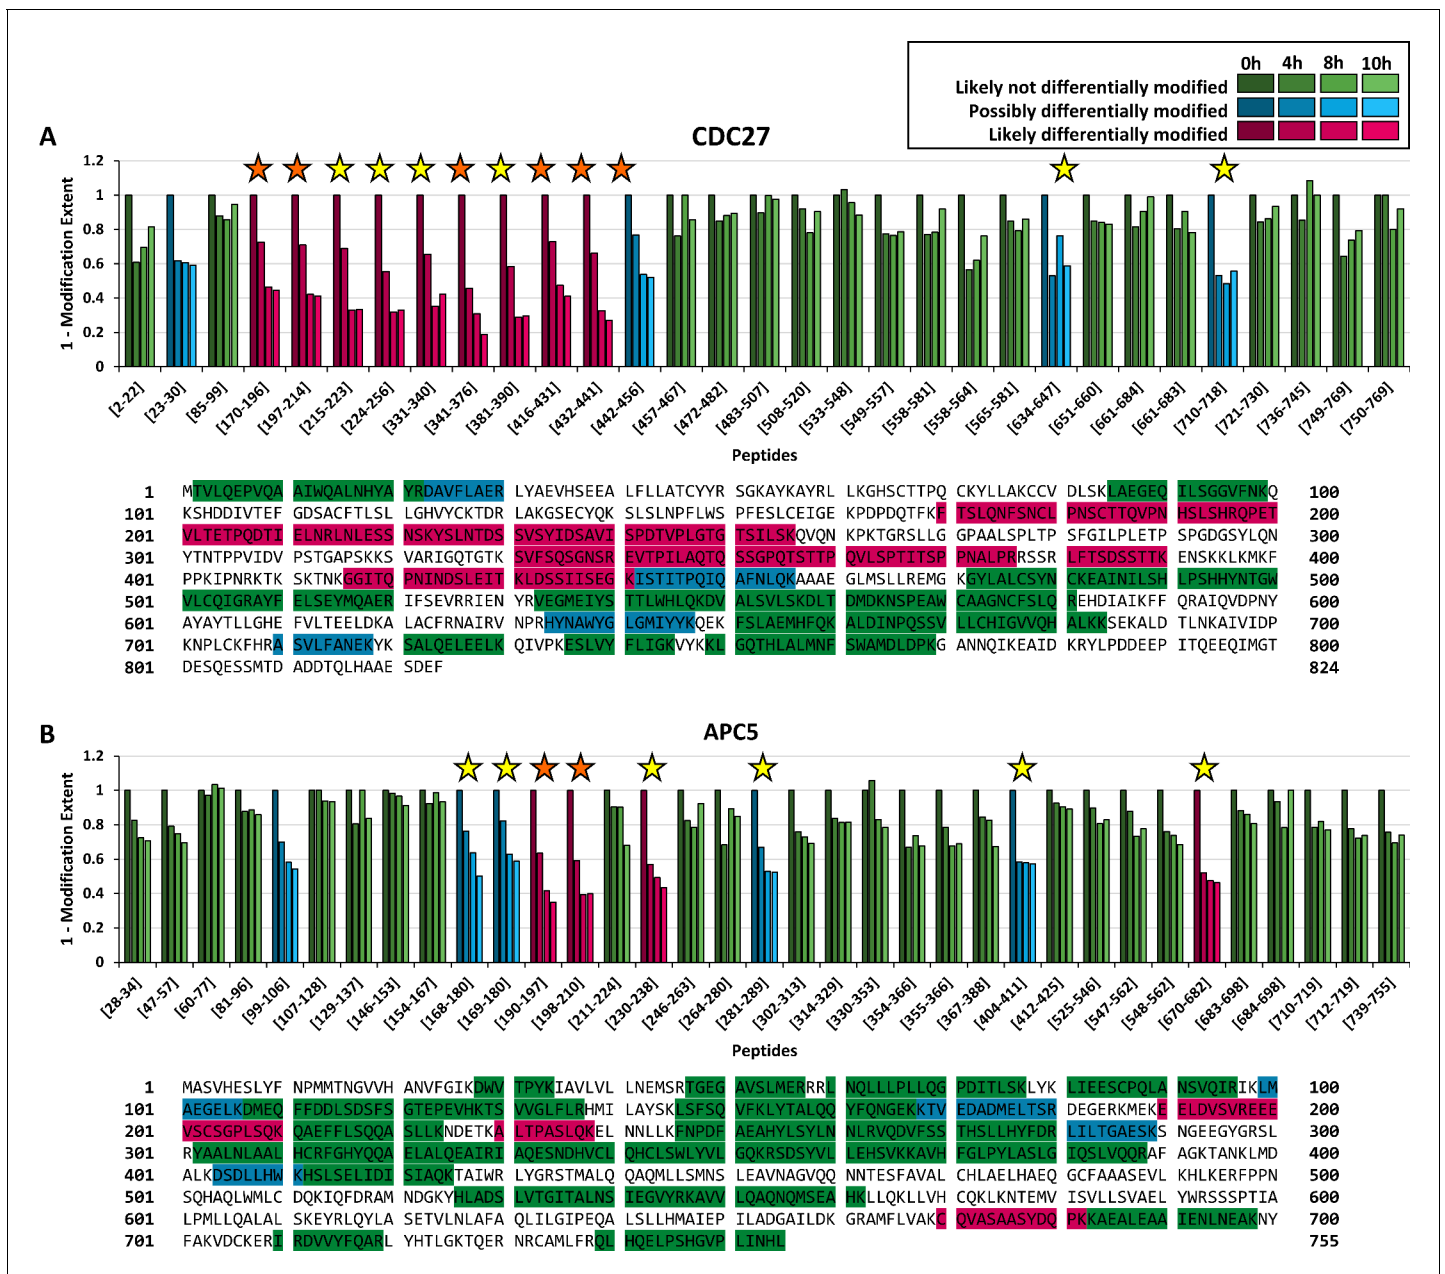 0h 4h 8h 10h
Likely not differentially modified
Possibly differentially modified
Likely differentially modified
A
CDC27
1 - Modification Extent
1.2
1
0.8
0.6
0.4
0.2
0
[2-22] [23-30] [85-99] [170-196] [197-214] [215-223] [224-256] [331-340] [341-376] [381-390] [416-431] [432-441] [442-456] [457-467] [472-482] [483-507] [508-520] [533-548] [549-557] [558-581] [558-564] [565-581] [634-647] [651-660] [661-684] [661-683] [710-718] [721-730] [736-745] [749-769] [750-769]
Peptides
1 MTVLQEPVQA AIWQALNHYA YRDAVFLAER LYAEVHSEEA LFLLATCYYR SGKAYKAYRL LKGHSCTTPQ CKYLLAKCCV DLSKLAEGEQ ILSGGVFNKQ 100
101 KSHDDIVTEF GDSACFTLSL LGHVYCKTDR LAKGSECYQK SLSLNPFLWS PFESLCEIGE KPDPDQTFKF TSLQNFSNCL PNSCTTQVPN HSLSHRQPET 200
201 VLTETPQDTI ELNRLNLESS NSKYSLNTDS SVSYIDSAVI SPDTVPLGTG TSILSKQVQN KPKTGRSLLG GPAALSPLTP SFGILPLETP SPGDGSYLQN 300
301 YTNTPPVIDV PSTGAPSKKS VARIGQTGTK SVFSQSGNSR EVTPILAQTQ SSGPQTSTTP QVLSPTITSP PNALPRRSSR LFTSDSSTTK ENSKKLKMKF 400
401 PPKIPNRKTK SKTNKGGITQ PNINDSLEIT KLDSSIISEG KISTITPQIQ AFNLQKAAAE GLMSLLREMG KGYLALCSYN CKEAINILSH LPSHHYNTGW 500
501 VLCQIGRAYF ELSEYMQAER IFSEVRRIEN YRVEGMEIYS TTLWHLQKDV ALSVLSKDLT DMDKNSPEAW CAAGNCFSLQ REHDIAIKFF QRAIQVDPNY 600
601 AYAYTLLGHE FVLTEELDKA LACFRNAIRV NPRHYNAWYG LGMIYYKQEK FSLAEMHFQK ALDINPQSSV LLCHIGVVQH ALKKSEKALD TLNKAIVIDP 700
701 KNPLCKFHRA SVLFANEKYK SALQELEELK QIVPKESLVY FLIGKVYKKL GQTHLALMNF SWAMDLDPKG ANNQIKEAID KRYLPDDEEP ITQEEQIMGT 800
801 DESQESSMTD ADDTQLHAAE SDEF 824
B
APC5
1 - Modification Extent
1.2
1
0.8
0.6
0.4
0.2
0
[28-34] [47-57] [60-77] [81-96] [99-106] [107-128] [129-137] [146-153] [154-167] [168-180] [169-180] [190-197] [198-210] [211-224] [230-238] [246-263] [264-280] [281-289] [302-313] [314-329] [330-353] [354-366] [355-366] [367-388] [404-411] [412-425] [525-546] [547-562] [548-562] [670-682] [683-698] [684-698] [710-719] [712-719] [739-755]
Peptides
1 MASVHESLYF NPMMTNGVVH ANVFGIKDWV TPYKIAVLVL LNEMSRTGEG AVSLMERRRL NQLLLPLLQG PDITLSKLYK LIEESCPQLA NSVQIRIKLM 100
101 AEGELKDMEQ FFDDLSDSFS GTEPEVHKTS VVGLFLRHMI LAYSKLSFSQ VFKLYTALQQ YFQNGEKKTV EDADMELTSR DEGERKMEKE ELDVSVREEE 200
201 VSCSGPLSQK QAEFFLSQQA SLLKNDETKA LTPASLQKEL NNLLKFNPDF AEAHYLSYLN NLRVQDVFSS THSLLHYFDR LILTGAESKS NGEEGYGRSL 300
301 RYAALNLAAL HCRFGHYQQA ELALQEAIRI AQESNDHVCL QHCLSWLYVL GQKRSDSYVL LEHSVKKAVH FGLPYLASLG IQSLVQQRAF AGKTANKLMD 400
401 ALKDSDLLHW KHSLSELIDI SIAQKTAIWR LYGRSTMALQ QAQMLLSMNS LEAVNAGVQQ NNTESFAVAL CHLAELHAEQ GCFAAASEVL KHLKERFPPN 500
501 SQHAQLWMLC DQKIQFDRAM NDGKYHLADS LVTGITALNS IEGVYRKAVV LQAQNQMSEA HKLLQKLLVH CQKLKNTEMV ISVLLSVAEL YWRSSSPTIA 600
601 LPMLLQALAL SKEYRLQYLA SETVLNLAFA QLILGIPEQA LSLLHMAIEP ILADGAILDK GRAMFLVAKC QVASAASYDQ PKKAEALEAA IENLNEAKNY 700
701 FAKVDCKERI RDVVYFQARL YHTLGKTQER NRCAMLFRQL HQELPSHGVP LINHL 755